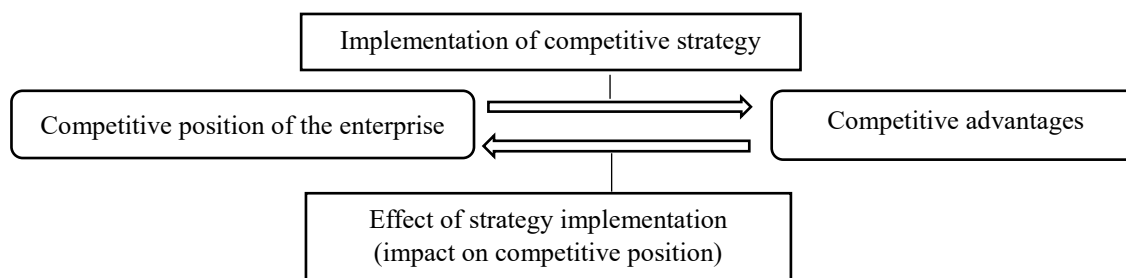 Implementation of competitive strategy
Competitive position of the enterprise
Competitive advantages
Effect of strategy implementation
(impact on competitive position)